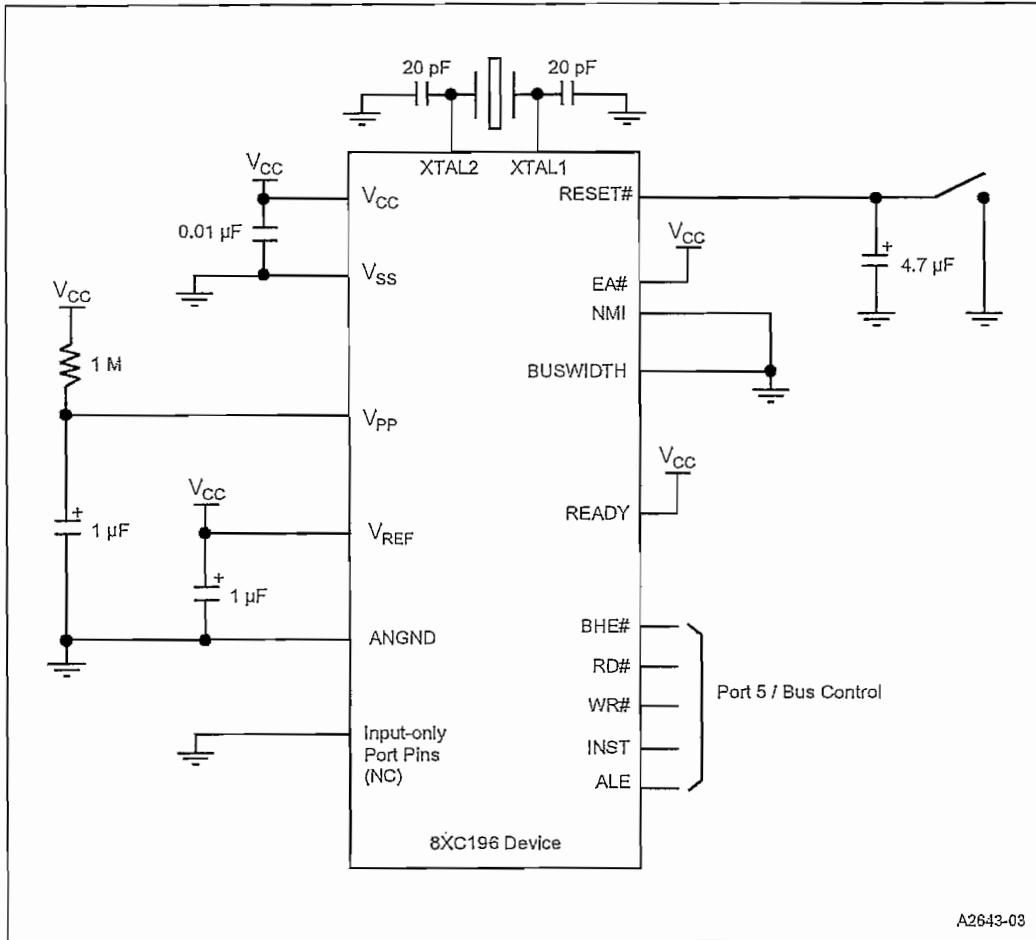 20 pF
20 pF
XTAL2
XTAL1
VCC
VCC
RESET#
0.01 µF
VSS
VCC
EA#
+
4.7 µF
VCC
NMI
1 M
BUSWIDTH
VPP
VCC
VCC
READY
+
1 µF
VREF
+
1 µF
ANGND
BHE#
RD#
WR#
INST
ALE
Port 5 / Bus Control
Input-only
Port Pins
(NC)
8XC196 Device
A2643-03